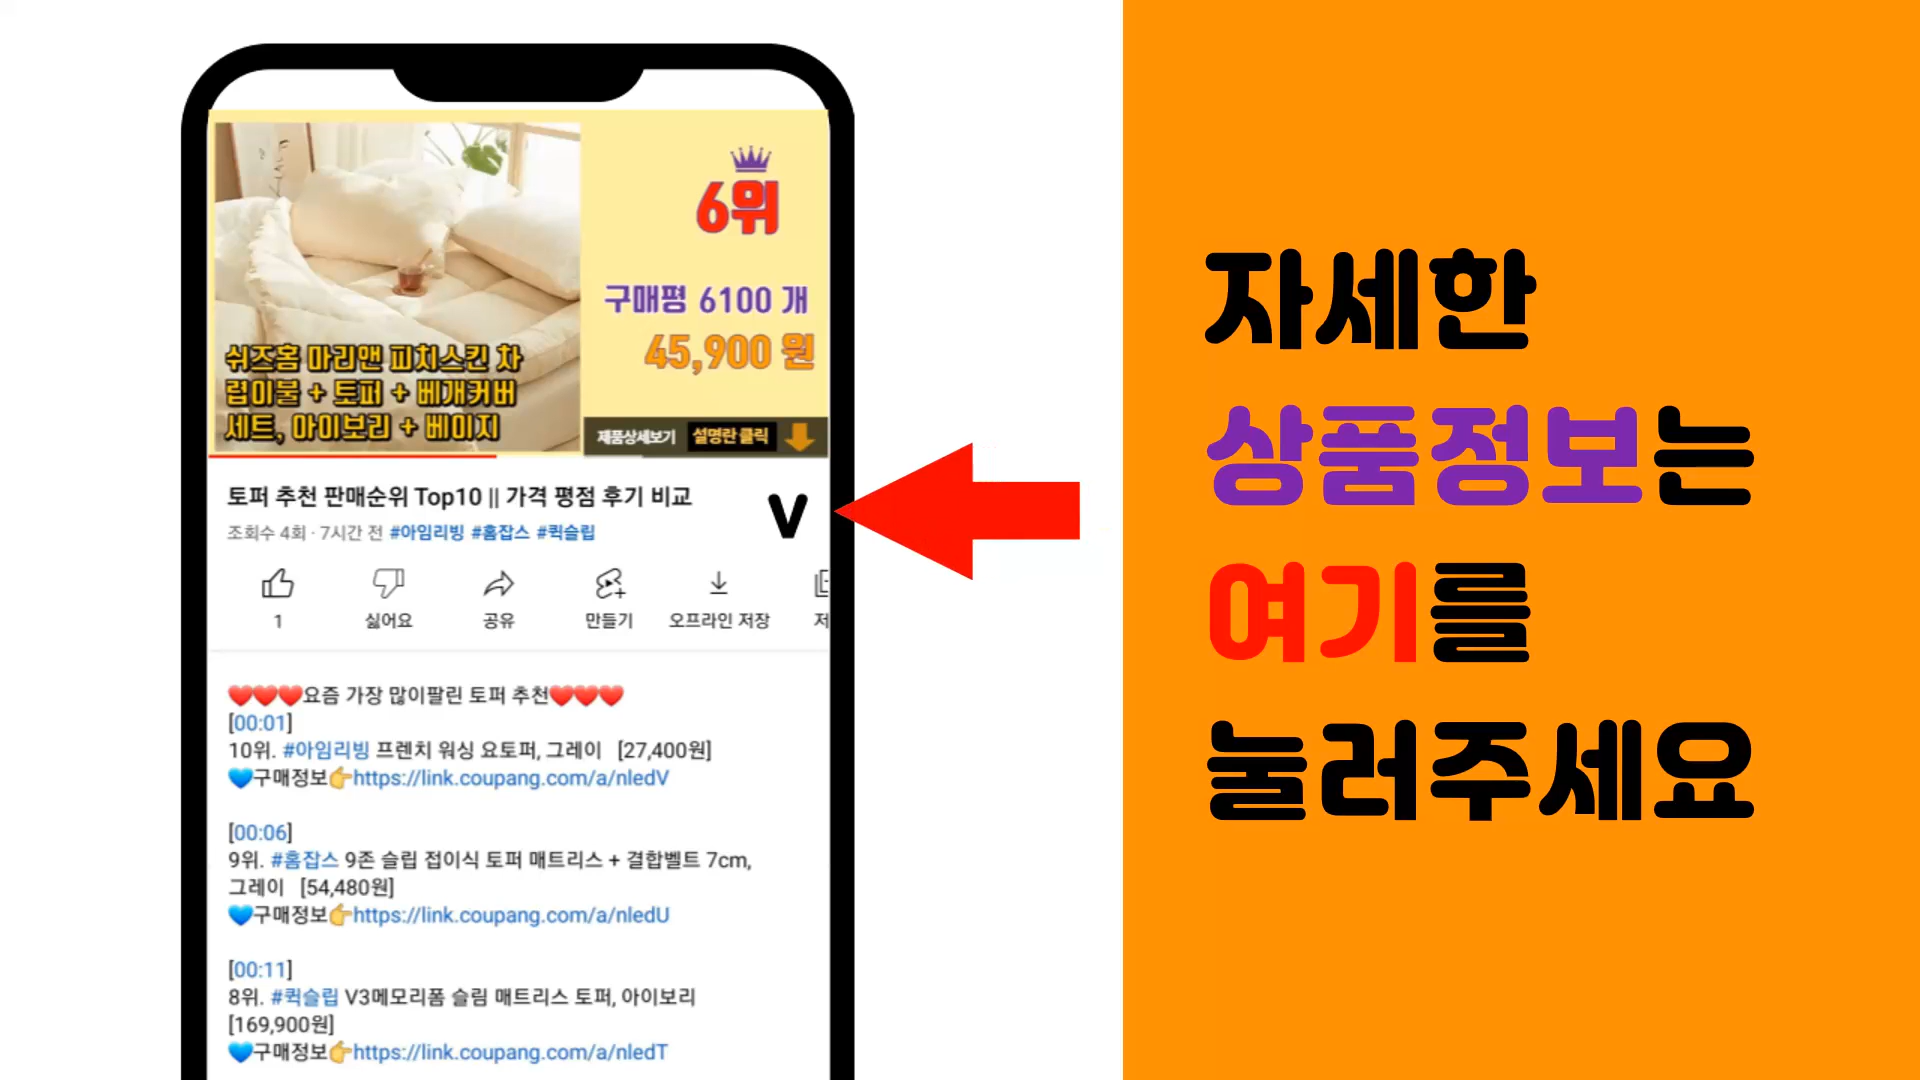 6위
구매평 6100 개
45,900 원
쉬즈홈 마리앤 피치스킨 차
렵이불 + 토퍼 + 베개커버
세트, 아이보리 + 베이지
제품상세보기 설명란 클릭
토퍼 추천 판매순위 Top10 || 가격 평점 후기 비교
V
조회수 4회 · 7시간 전 #아임리빙 #홈잡스 #퀵슬립
1 싫어요 공유 만들기 오프라인 저장 저
❤️❤️❤️요즘 가장 많이팔린 토퍼 추천❤️❤️❤️
[00:01]
10위. #아임리빙 프렌치 워싱 요토퍼, 그레이 [27,400원]
💙구매정보👉https://link.coupang.com/a/nledV
[00:06]
9위. #홈잡스 9존 슬립 접이식 토퍼 매트리스 + 결합벨트 7cm,
그레이 [54,480원]
💙구매정보👉https://link.coupang.com/a/nledU
[00:11]
8위. #퀵슬립 V3메모리폼 슬림 매트리스 토퍼, 아이보리
[169,900원]
💙구매정보👉https://link.coupang.com/a/nledT
자세한
상품정보는
여기를
눌러주세요